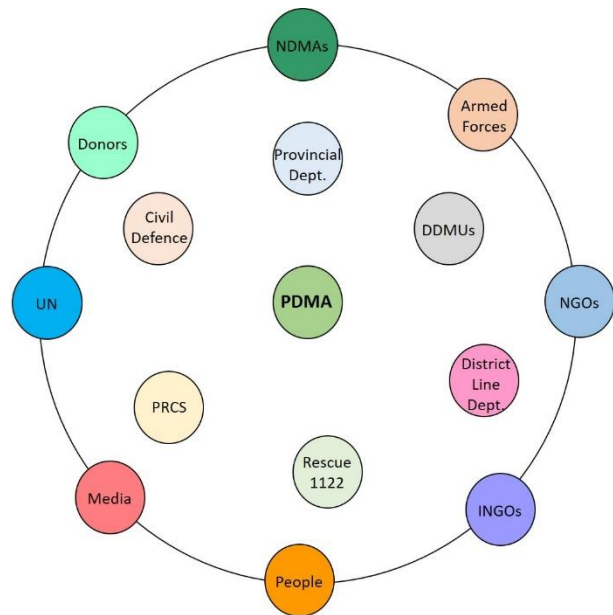 NDMAs
Armed
Forces
Donors
Provincial
Dept.
Civil
Defence
DDMUs
UN
PDMA
NGOs
District
Line
Dept.
PRCS
Rescue
1122
Media
INGOs
People